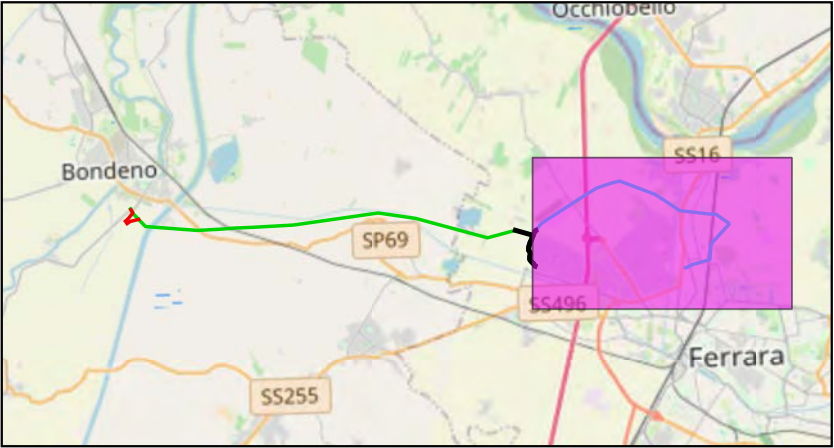 Occhiobello
SS16
Bondeno
SP69
SS496
Ferrara
SS255